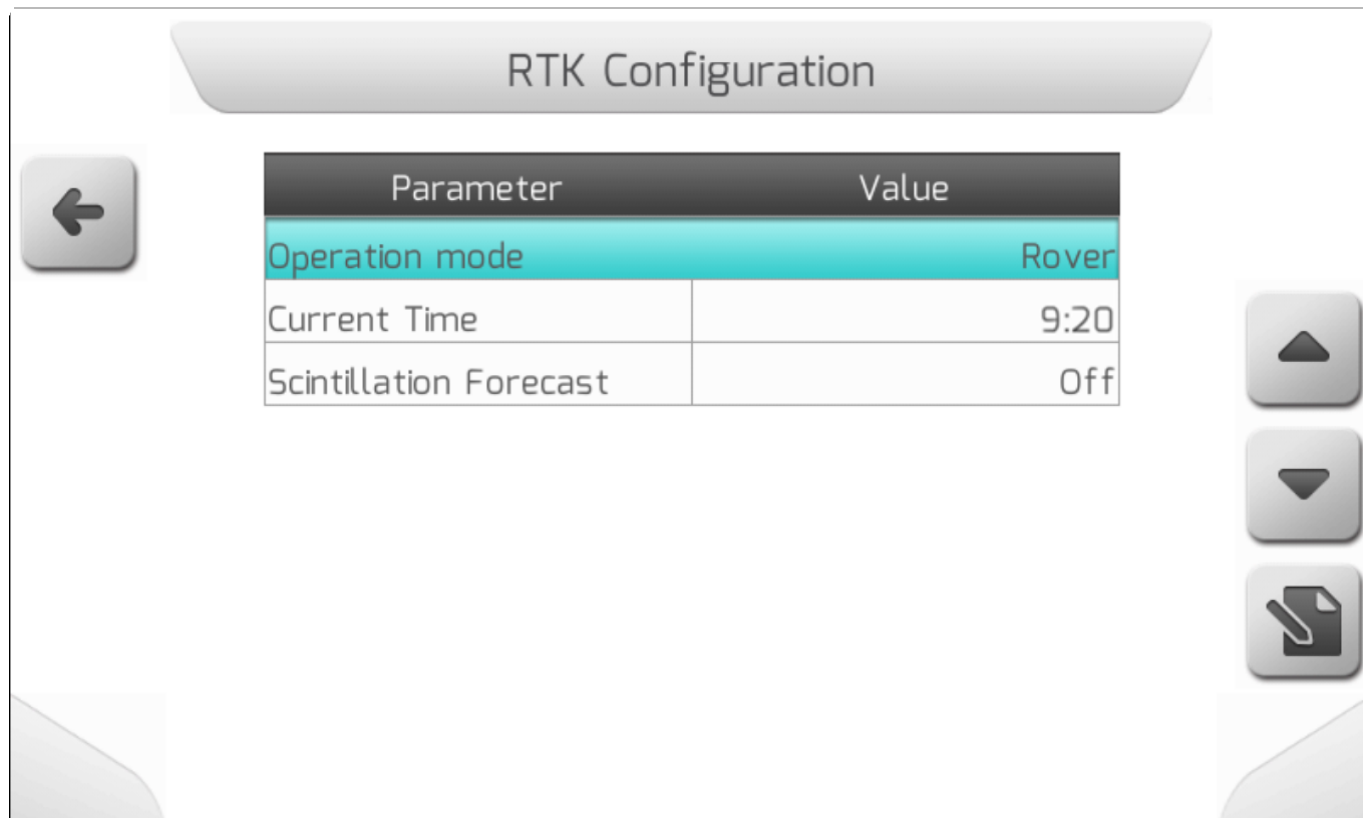 RTK Configuration
Parameter Value
Operation mode Rover
Current Time 9:20
Scintillation Forecast Off